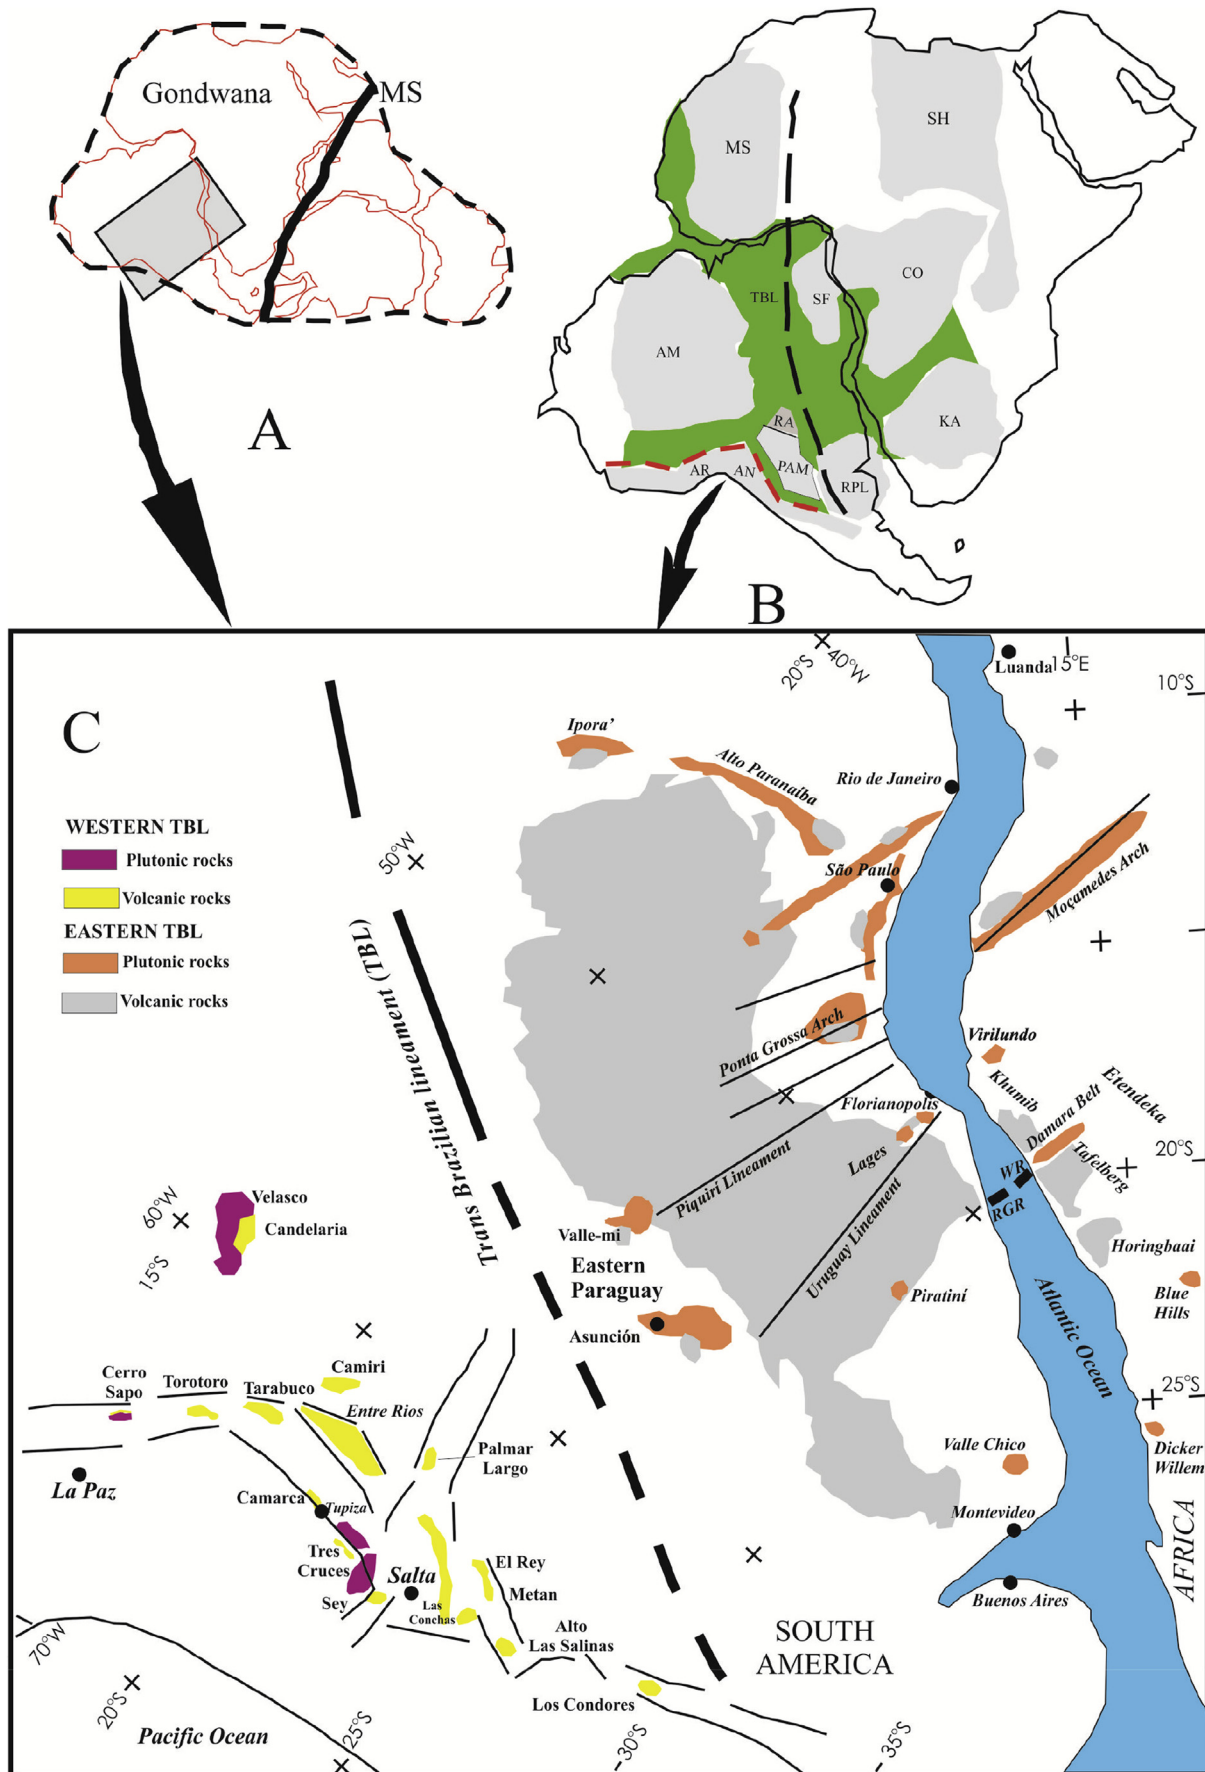 Gondwana
MS
A
MS
SH
TBL
SF
CO
AM
RA
KA
AR
AN
PAM
RPL
B
C
20°S
40°W
Luanda
15°E
10°S
Ipora'
Alto Paranaíba
Rio de Janeiro
WESTERN TBL
Plutonic rocks
Volcanic rocks
EASTERN TBL
Plutonic rocks
Volcanic rocks
50°W
Trans Brazilian lineament (TBL)
São Paulo
Moçamedes Arch
Ponta Grossa Arch
Virilundo
Khumib
Damara Belt
Etendeka
Tafelberg
20°S
Florianopolis
Lages
Piquirí Lineament
Uruguay Lineament
WR
RGR
60°W
15°S
Velasco
Candelaria
Valle-mi
Eastern
Paraguay
Asunción
Piratiní
Horingbaai
Blue
Hills
Atlantic Ocean
25°S
Cerro
Sapo
Torotoro
Tarabuco
Camiri
Entre Rios
Palmar
Largo
La Paz
Camarca
Tupiza
Tres
Cruces
Sey
Salta
Las
Conchas
El Rey
Metan
Alto
Las Salinas
Los Condores
Valle Chico
Dicker
Willem
Montevideo
Buenos Aires
AFRICA
SOUTH
AMERICA
70°W
20°S
25°S
-30°S
-35°S
Pacific Ocean